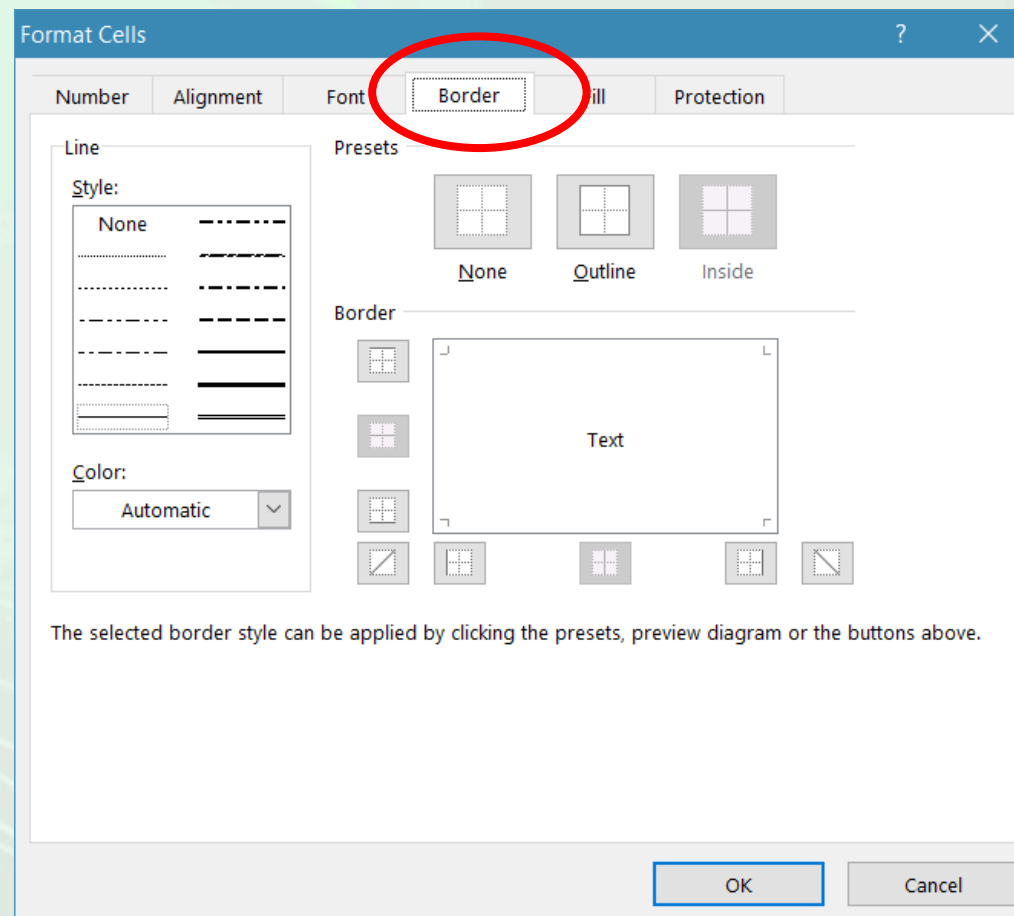 Format Cells ?
Number Alignment Font Border Fill Protection
Line
Style:
None
Color:
Automatic
Presets
None Outline Inside
Border
Text
The selected border style can be applied by clicking the presets, preview diagram or the buttons above.
OK Cancel